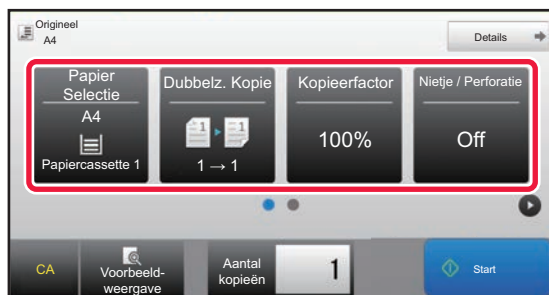 Origineel
A4
Details
Papier
Selectie
A4
Papiercassette 1
Dubbelz. Kopie
1 → 1
Kopieerfactor
100%
Nietje / Perforatie
Off
CA
Voorbeeld-
weergave
Aantal
kopieën
1
Start